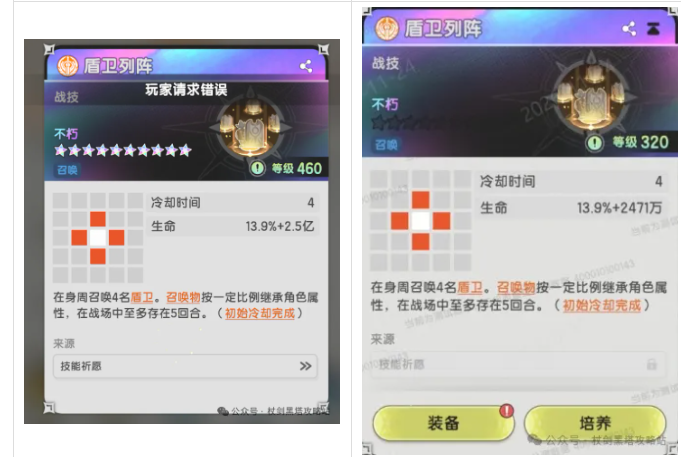 盾卫列阵
战技
玩家请求错误
不朽
召唤
等级 460
冷却时间 4
生命 13.9%+2.5亿
在身周召唤4名盾卫。召唤物按一定比例继承角色属
性，在战场中至多存在5回合。（初始冷却完成）
来源
技能祈愿
公众号·杖剑黑塔攻略站
盾卫列阵
战技
不朽
召唤
等级 320
冷却时间 4
生命 13.9%+2471万
在身周召唤4名盾卫。召唤物按一定比例继承角色属
性，在战场中至多存在5回合。（初始冷却完成）
来源
技能祈愿
装备
培养
公众号·杖剑黑塔攻略站